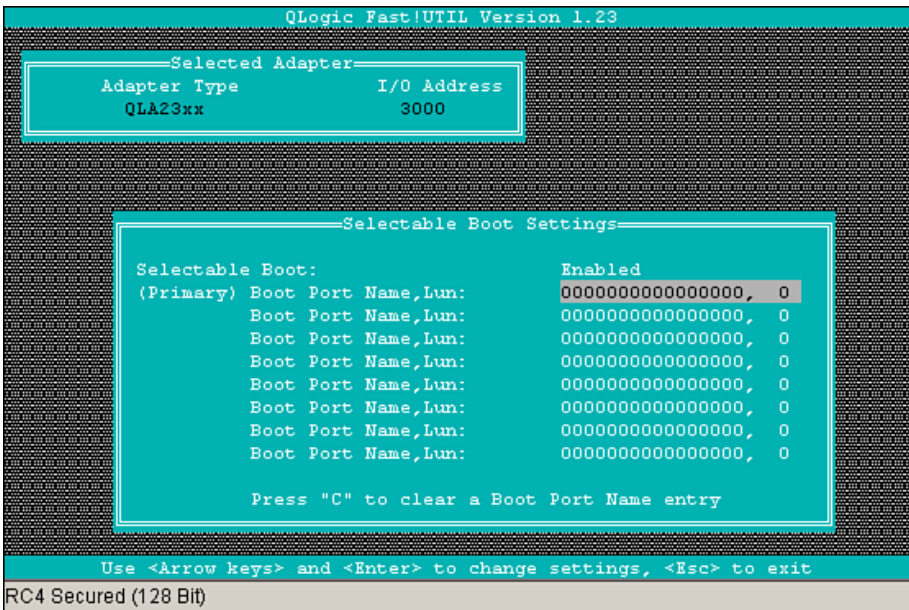 QLogic Fast!UTIL Version 1.23
Selected Adapter
Adapter Type I/O Address
QLA23xx 3000
Selectable Boot Settings
Selectable Boot: Enabled
(Primary) Boot Port Name,Lun: 0000000000000000, 0
Boot Port Name,Lun: 0000000000000000, 0
Boot Port Name,Lun: 0000000000000000, 0
Boot Port Name,Lun: 0000000000000000, 0
Boot Port Name,Lun: 0000000000000000, 0
Boot Port Name,Lun: 0000000000000000, 0
Boot Port Name,Lun: 0000000000000000, 0
Boot Port Name,Lun: 0000000000000000, 0
Press "C" to clear a Boot Port Name entry
Use <Arrow keys> and <Enter> to change settings, <Esc> to exit
RC4 Secured (128 Bit)